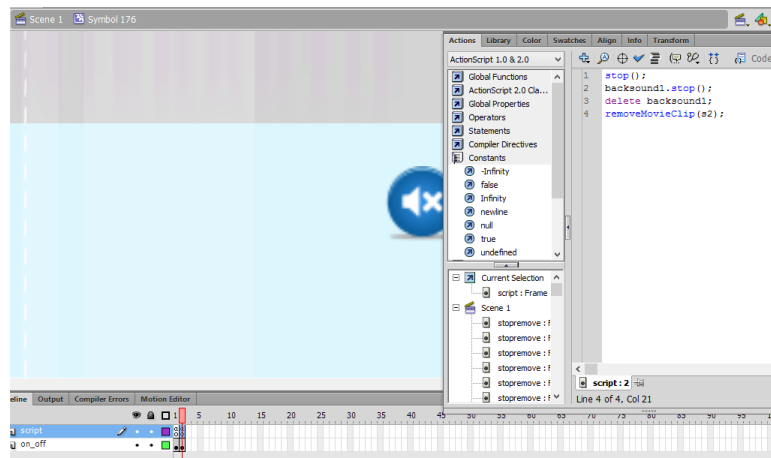 Scene 1 Symbol 176
Actions Library Color Swatches Align Info Transform
ActionScript 1.0 & 2.0
Code
Global Functions
ActionScript 2.0 Cla...
Global Properties
Operators
Statements
Compiler Directives
Constants
-Infinity
false
Infinity
newline
null
true
undefined
1 stop();
2 backsound1.stop();
3 delete backsound1;
4 removeMovieClip(s2);
Current Selection
script : Frame
Scene 1
stopremove : F
stopremove : F
stopremove : F
stopremove : F
stopremove : F
stopremove : F
script : 2
Line 4 of 4, Col 21
eline Output Compiler Errors Motion Editor
1 5 10 15 20 25 30 35 40 45 50 55 60 65 70 75 80 85 90 95
script
on_off